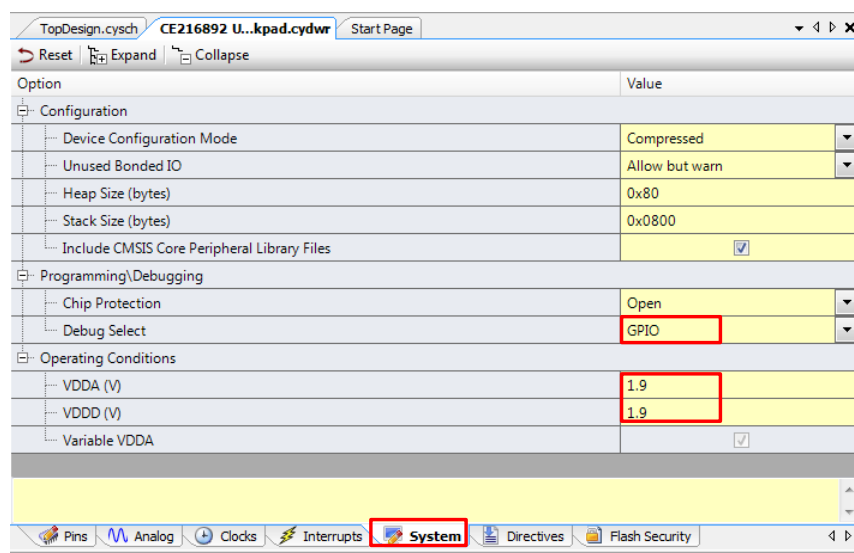 TopDesign.cysch CE216892 U...kpad.cydwr Start Page
Reset Expand Collapse
Option Value
Configuration
Device Configuration Mode Compressed
Unused Bonded IO Allow but warn
Heap Size (bytes) 0x80
Stack Size (bytes) 0x0800
Include CMSIS Core Peripheral Library Files
Programming\Debugging
Chip Protection Open
Debug Select GPIO
Operating Conditions
VDDA (V) 1.9
VDDD (V) 1.9
Variable VDDA
Pins Analog Clocks Interrupts System Directives Flash Security